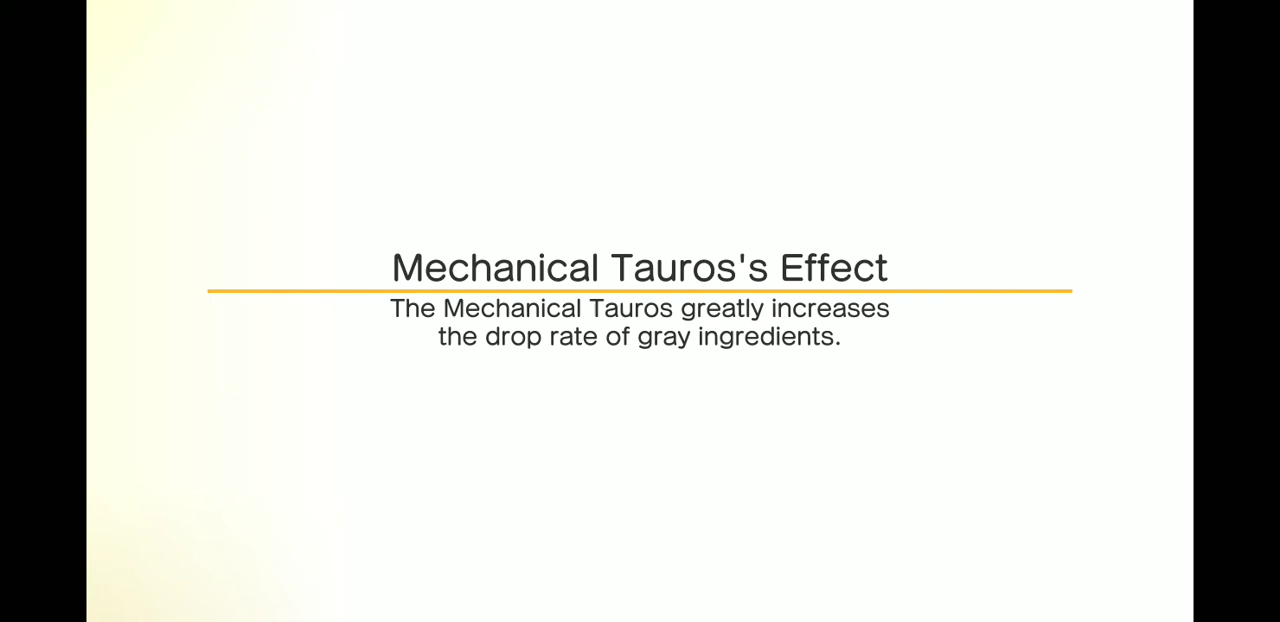 Mechanical Tauros's Effect
The Mechanical Tauros greatly increases
the drop rate of gray ingredients.